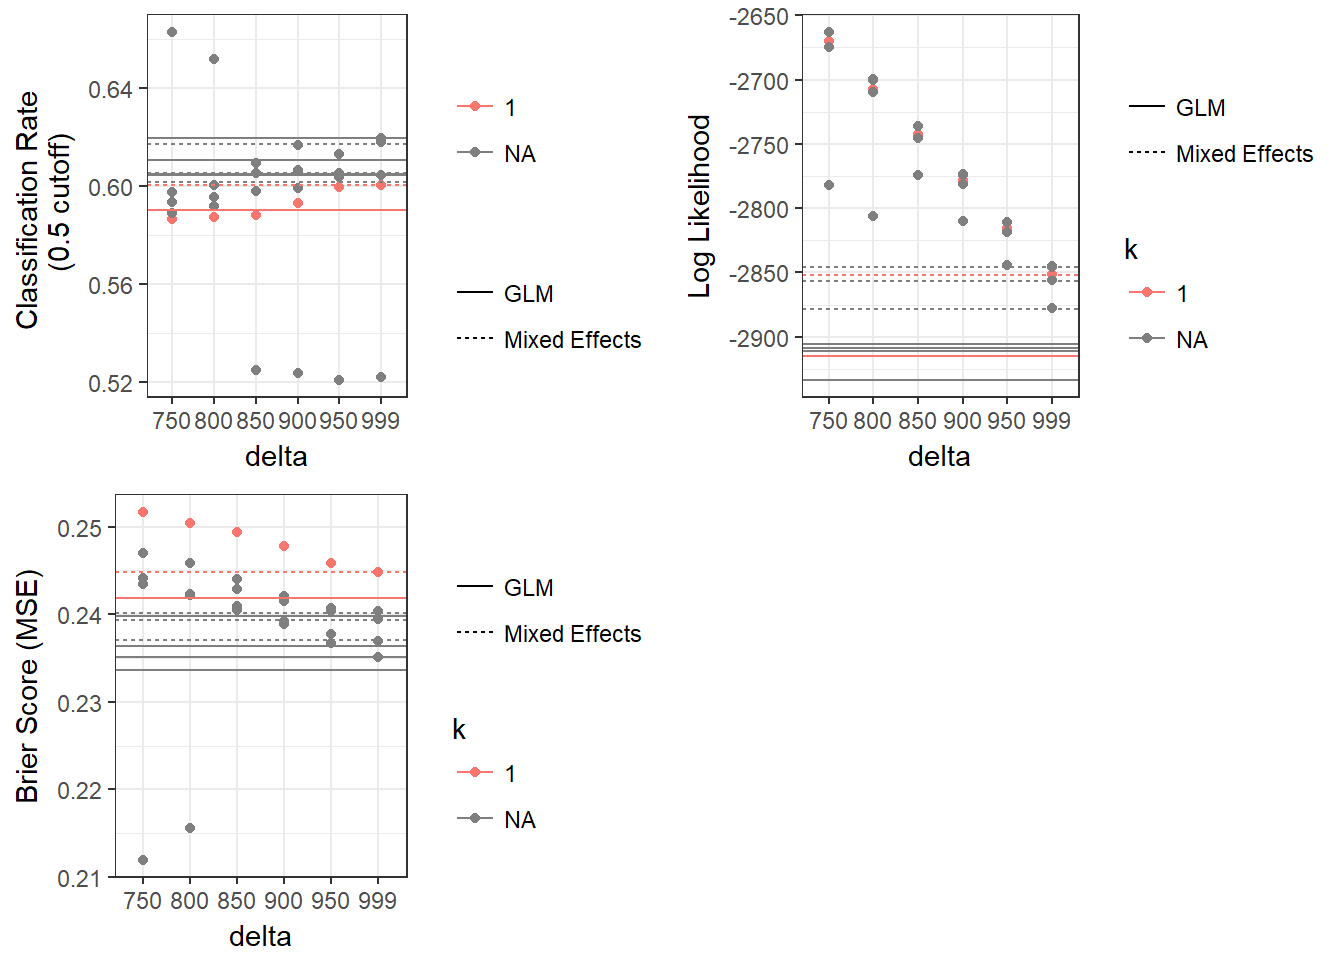 Classification Rate
(0.5 cutoff)
0.64
0.60
0.56
0.52
750 800 850 900 950 999
delta
1
NA
GLM
Mixed Effects
Log Likelihood
-2650
-2700
-2750
-2800
-2850
-2900
750 800 850 900 950 999
delta
GLM
Mixed Effects
k
1
NA
Brier Score (MSE)
0.25
0.24
0.23
0.22
0.21
750 800 850 900 950 999
delta
GLM
Mixed Effects
k
1
NA